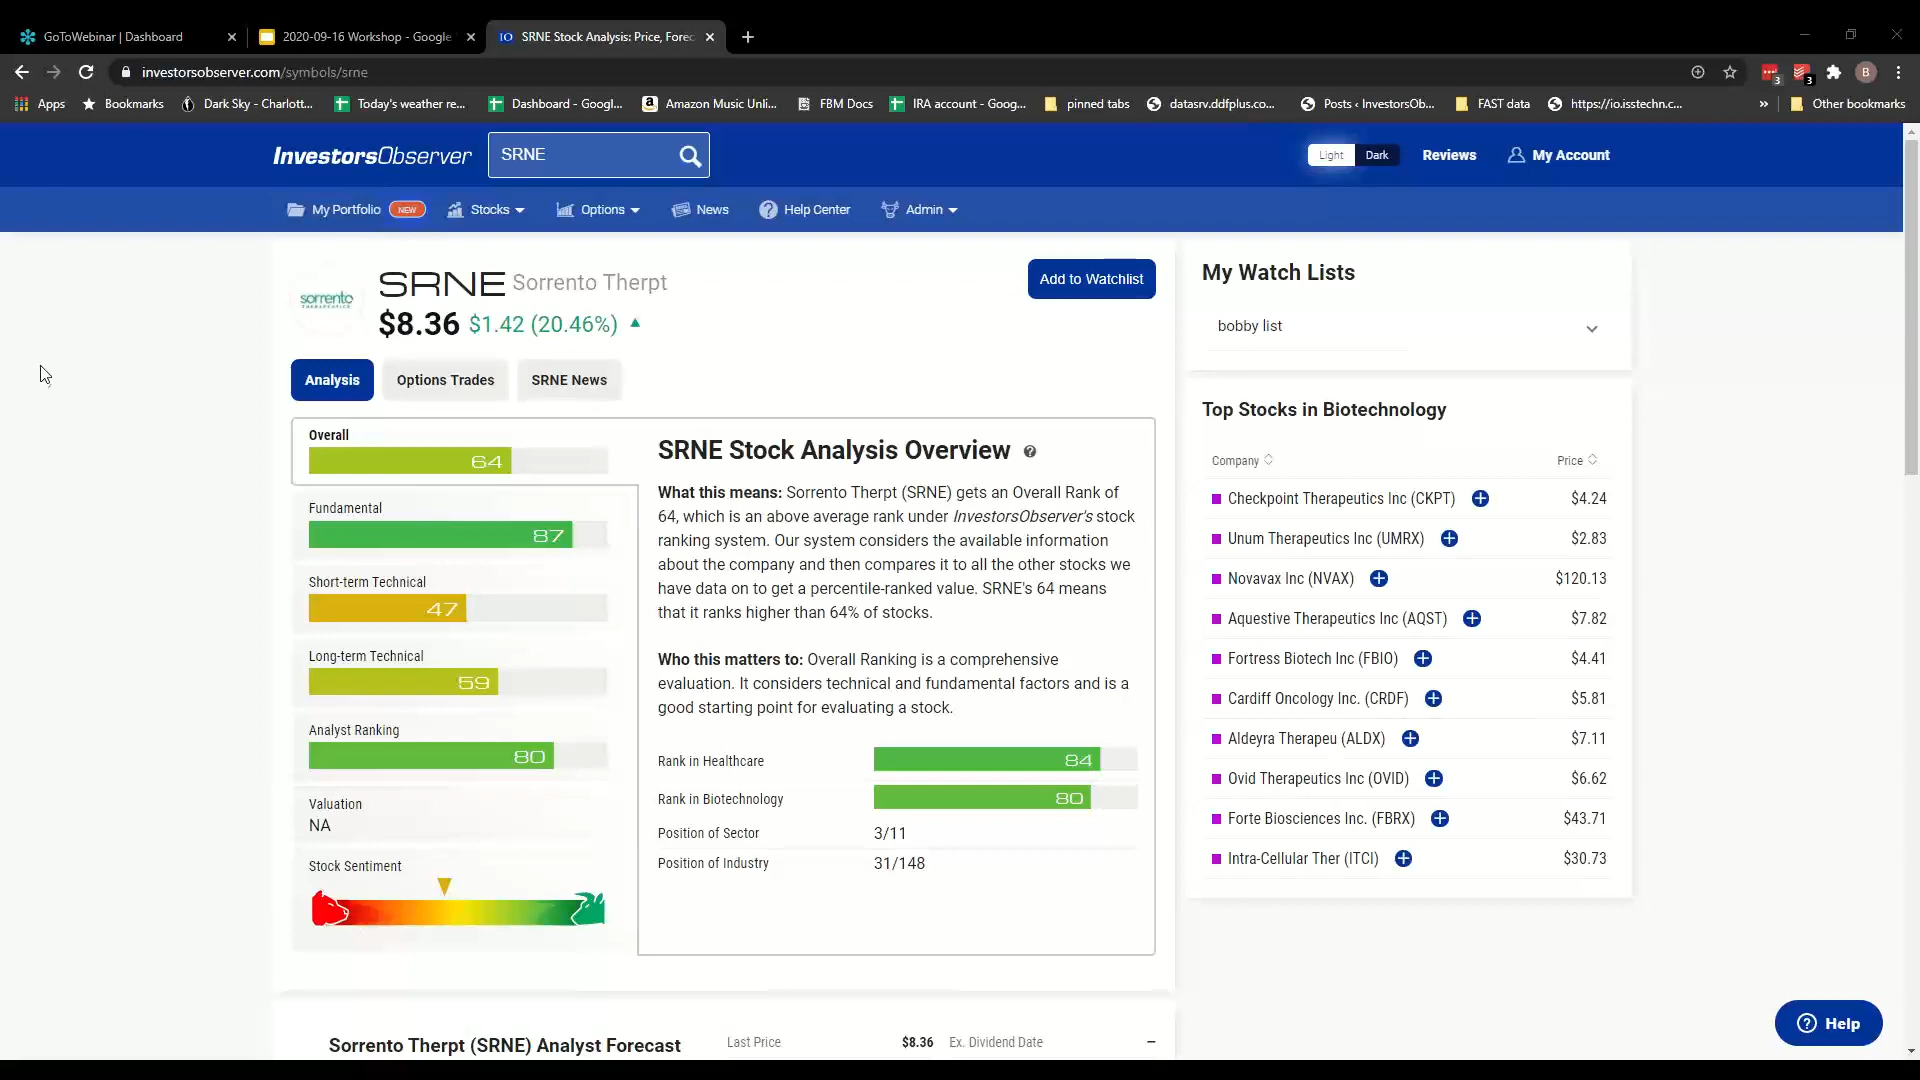 GoToWebinar | Dashboard
2020-09-16 Workshop - Google
IO SRNE Stock Analysis: Price, Forec
investorsobserver.com/symbols/srne
3
3
B
Apps
Bookmarks
Dark Sky - Charlott...
Today's weather re...
Dashboard - Googl...
Amazon Music Unli...
FBM Docs
IRA account - Goog...
pinned tabs
datasrv.ddfplus.co...
Posts ‹ InvestorsOb...
FAST data
https://io.isstechn.c...
»
Other bookmarks
InvestorsObserver
SRNE
Light
Dark
Reviews
My Account
My Portfolio
NEW
Stocks
Options
News
Help Center
Admin
sorrento
THERAPEUTICS
SRNE Sorrento Therpt
$8.36 $1.42 (20.46%)
Add to Watchlist
Analysis
Options Trades
SRNE News
Overall
64
Fundamental
87
Short-term Technical
47
Long-term Technical
59
Analyst Ranking
80
Valuation
NA
Stock Sentiment
SRNE Stock Analysis Overview
What this means: Sorrento Therpt (SRNE) gets an Overall Rank of
64, which is an above average rank under InvestorsObserver's stock
ranking system. Our system considers the available information
about the company and then compares it to all the other stocks we
have data on to get a percentile-ranked value. SRNE's 64 means
that it ranks higher than 64% of stocks.
Who this matters to: Overall Ranking is a comprehensive
evaluation. It considers technical and fundamental factors and is a
good starting point for evaluating a stock.
Rank in Healthcare 84
Rank in Biotechnology 80
Position of Sector 3/11
Position of Industry 31/148
My Watch Lists
bobby list
Top Stocks in Biotechnology
Company Price
Checkpoint Therapeutics Inc (CKPT) $4.24
Unum Therapeutics Inc (UMRX) $2.83
Novavax Inc (NVAX) $120.13
Aquestive Therapeutics Inc (AQST) $7.82
Fortress Biotech Inc (FBIO) $4.41
Cardiff Oncology Inc. (CRDF) $5.81
Aldeyra Therapeu (ALDX) $7.11
Ovid Therapeutics Inc (OVID) $6.62
Forte Biosciences Inc. (FBRX) $43.71
Intra-Cellular Ther (ITCI) $30.73
Sorrento Therpt (SRNE) Analyst Forecast
Last Price $8.36 Ex. Dividend Date –
Help